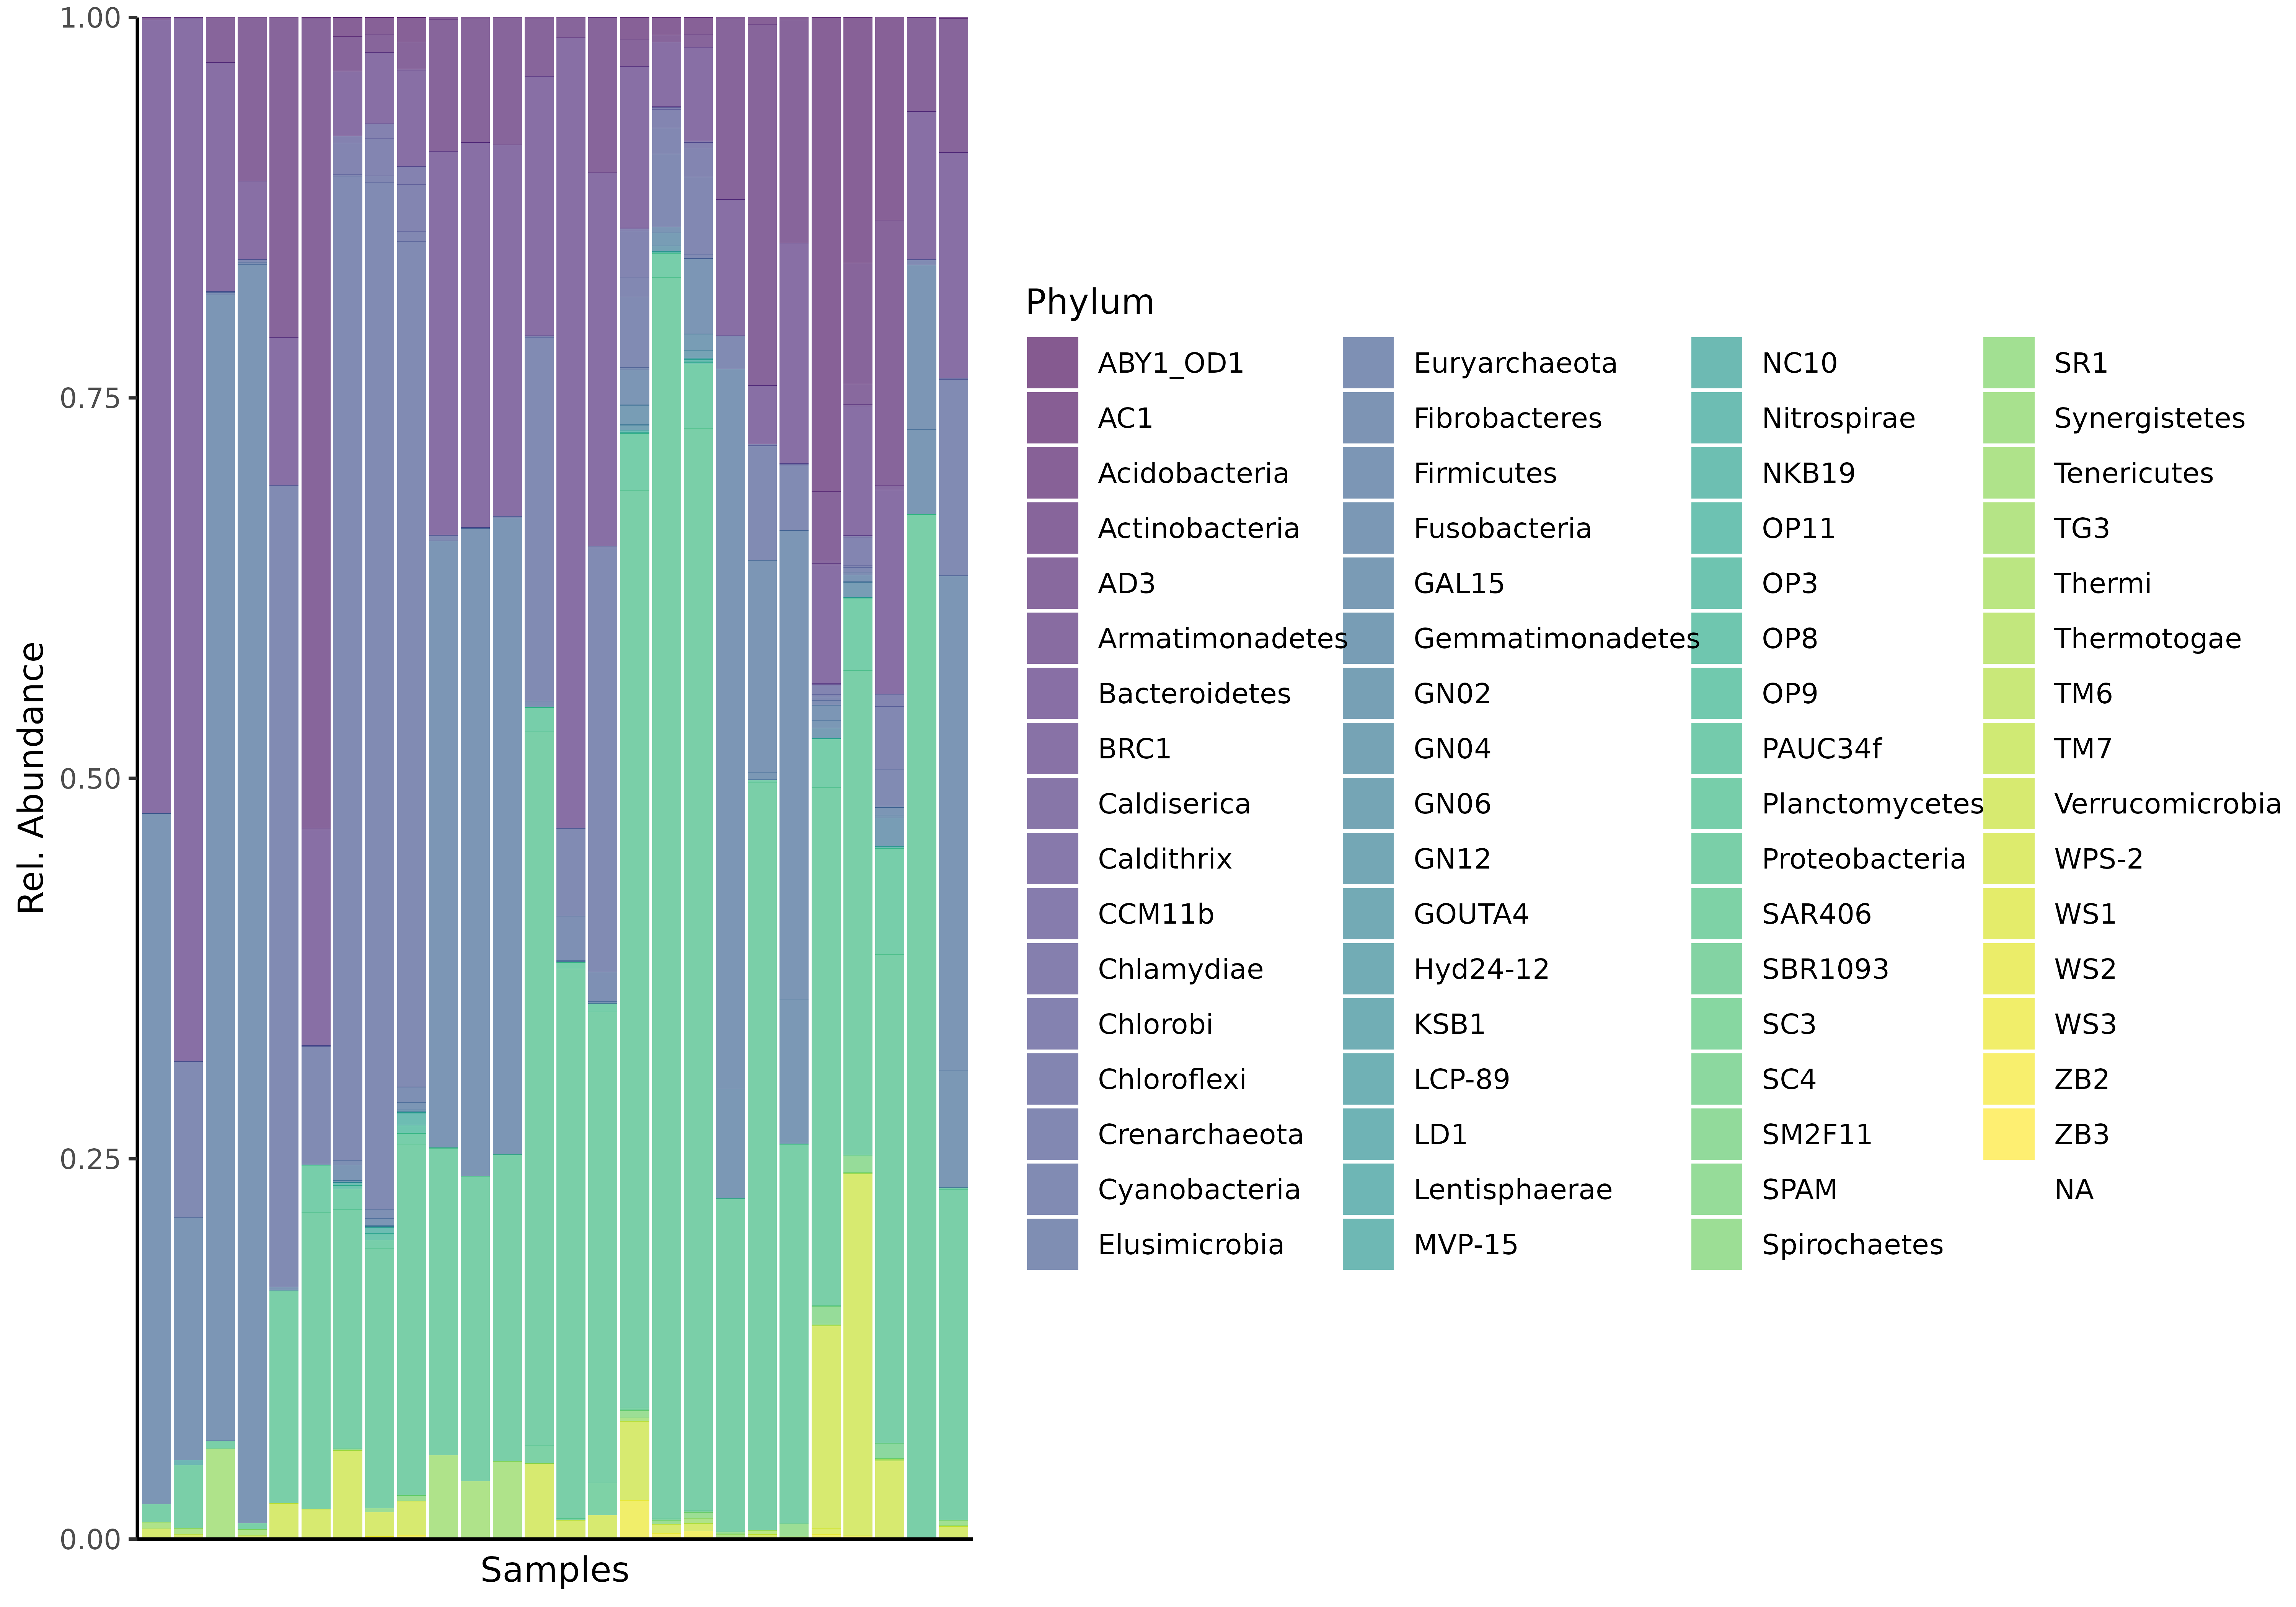 1.00
0.75
0.50
0.25
0.00
Rel. Abundance
Samples
Phylum
ABY1_OD1
AC1
Acidobacteria
Actinobacteria
AD3
Armatimonadetes
Bacteroidetes
BRC1
Caldiserica
Caldithrix
CCM11b
Chlamydiae
Chlorobi
Chloroflexi
Crenarchaeota
Cyanobacteria
Elusimicrobia
Euryarchaeota
Fibrobacteres
Firmicutes
Fusobacteria
GAL15
Gemmatimonadetes
GN02
GN04
GN06
GN12
GOUTA4
Hyd24-12
KSB1
LCP-89
LD1
Lentisphaerae
MVP-15
NC10
Nitrospirae
NKB19
OP11
OP3
OP8
OP9
PAUC34f
Planctomycetes
Proteobacteria
SAR406
SBR1093
SC3
SC4
SM2F11
SPAM
Spirochaetes
SR1
Synergistetes
Tenericutes
TG3
Thermi
Thermotogae
TM6
TM7
Verrucomicrobia
WPS-2
WS1
WS2
WS3
ZB2
ZB3
NA